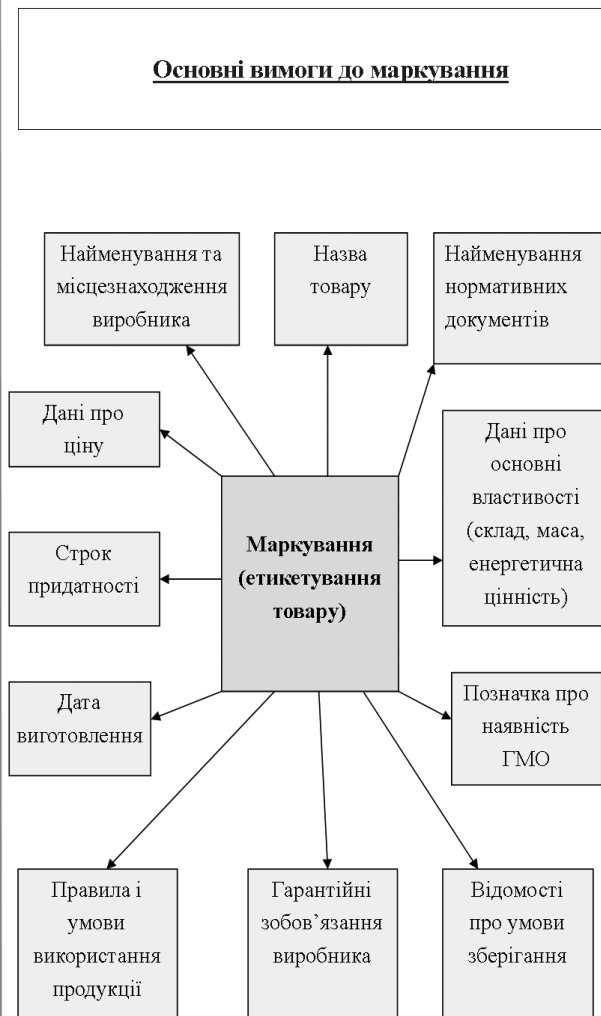 Основні вимоги до маркування
Найменування та
місцезнаходження
виробника
Назва
товару
Найменування
нормативних
документів
Дані про
ціну
Дані про
основні
властивості
(склад, маса,
енергетична
цінність)
Маркування
(етикетування
товару)
Строк
придатності
Дата
виготовлення
Позначка про
наявність
ГМО
Правила і
умови
використання
продукції
Гарантійні
зобов’язання
виробника
Відомості
про умови
зберігання